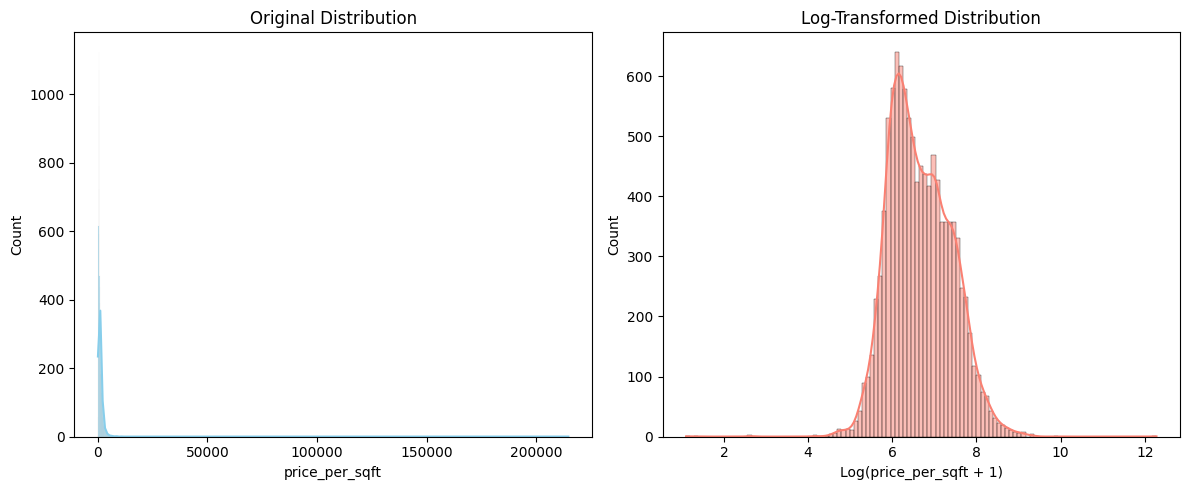 Original Distribution
Count
1000
800
600
400
200
0
0 50000 100000 150000 200000
price_per_sqft
Log-Transformed Distribution
Count
600
500
400
300
200
100
0
2 4 6 8 10 12
Log(price_per_sqft + 1)